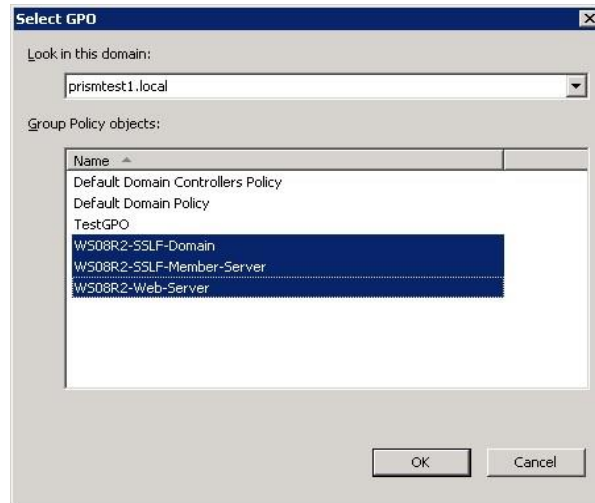 Select GPO
Look in this domain:
prismtest1.local
Group Policy objects:
Name
Default Domain Controllers Policy
Default Domain Policy
TestGPO
WS08R2-SSLF-Domain
WS08R2-SSLF-Member-Server
WS08R2-Web-Server
OK Cancel